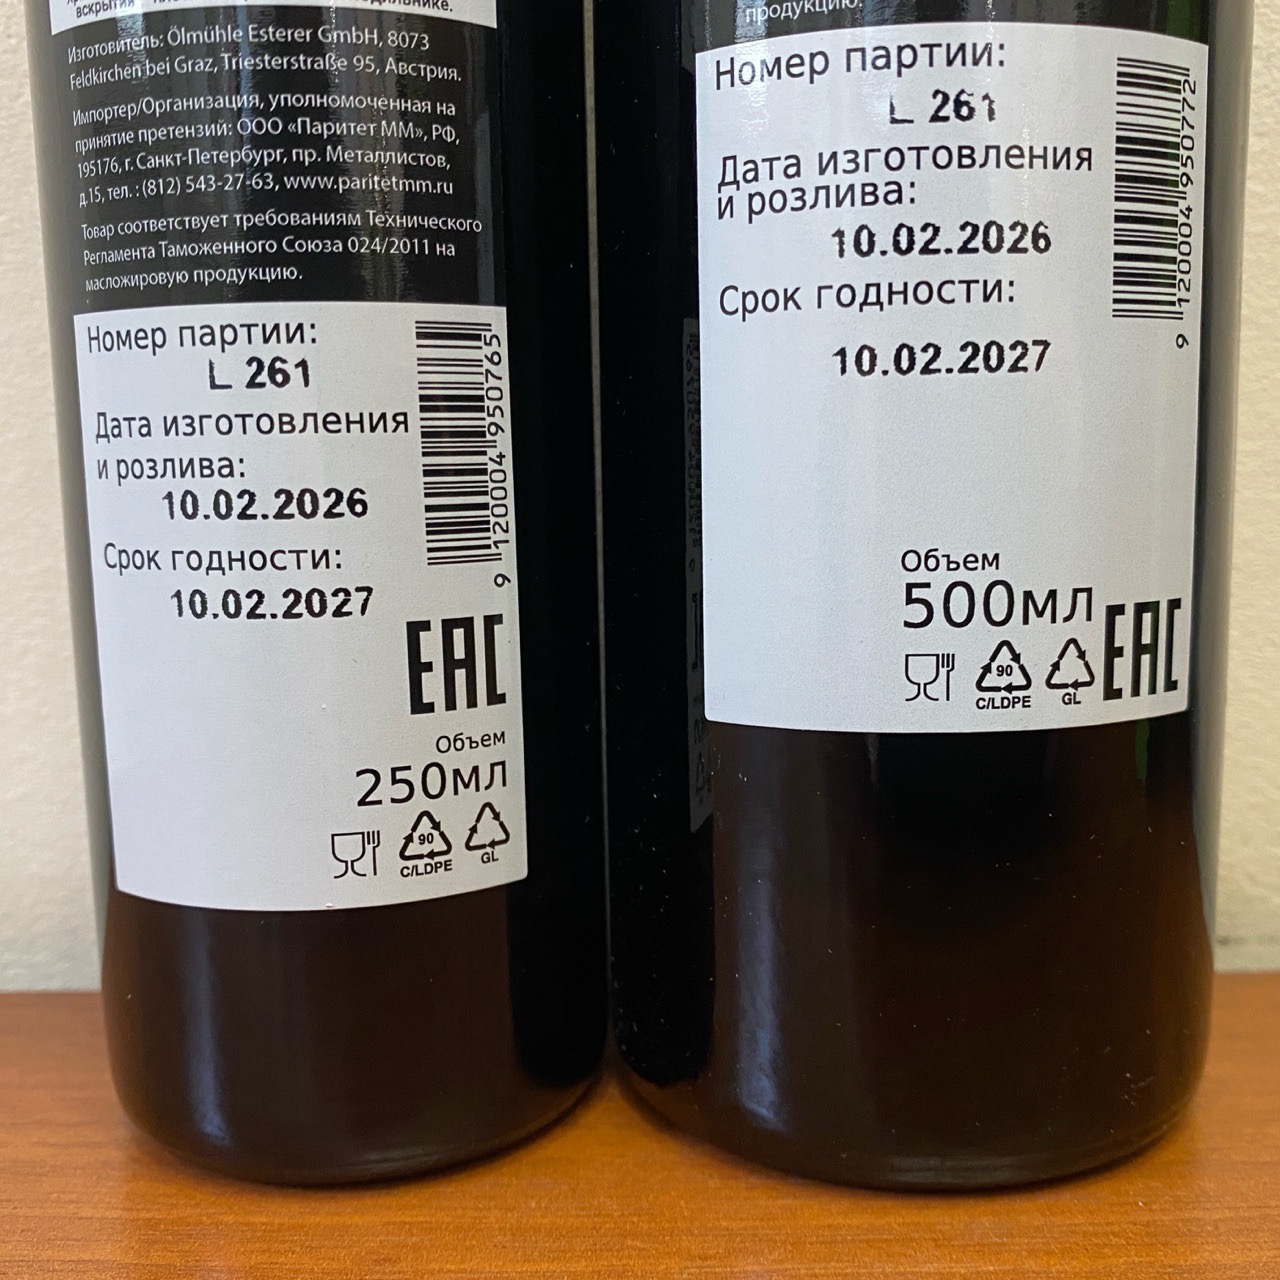 вскрытия
Изготовитель: Ölmühle Esterer GmbH, 8073
Feldkirchen bei Graz, Triesterstraße 95, Австрия.
Импортер/Организация, уполномоченная на
принятие претензий: ООО «Паритет ММ», РФ,
195176, г. Санкт-Петербург, пр. Металлистов,
д.15, тел. : (812) 543-27-63, www.paritetmm.ru
Товар соответствует требованиям Технического
Регламента Таможенного Союза 024/2011 на
масложировую продукцию.
Номер партии:
L 261
Дата изготовления
и розлива:
10.02.2026
Срок годности:
10.02.2027
9 120004 950765
EAC
Объем
250мл
90
C/LDPE
GL
продукцию.
Номер партии:
L 261
Дата изготовления
и розлива:
10.02.2026
Срок годности:
10.02.2027
9 120004 950772
Объем
500мл
EAC
90
C/LDPE
GL